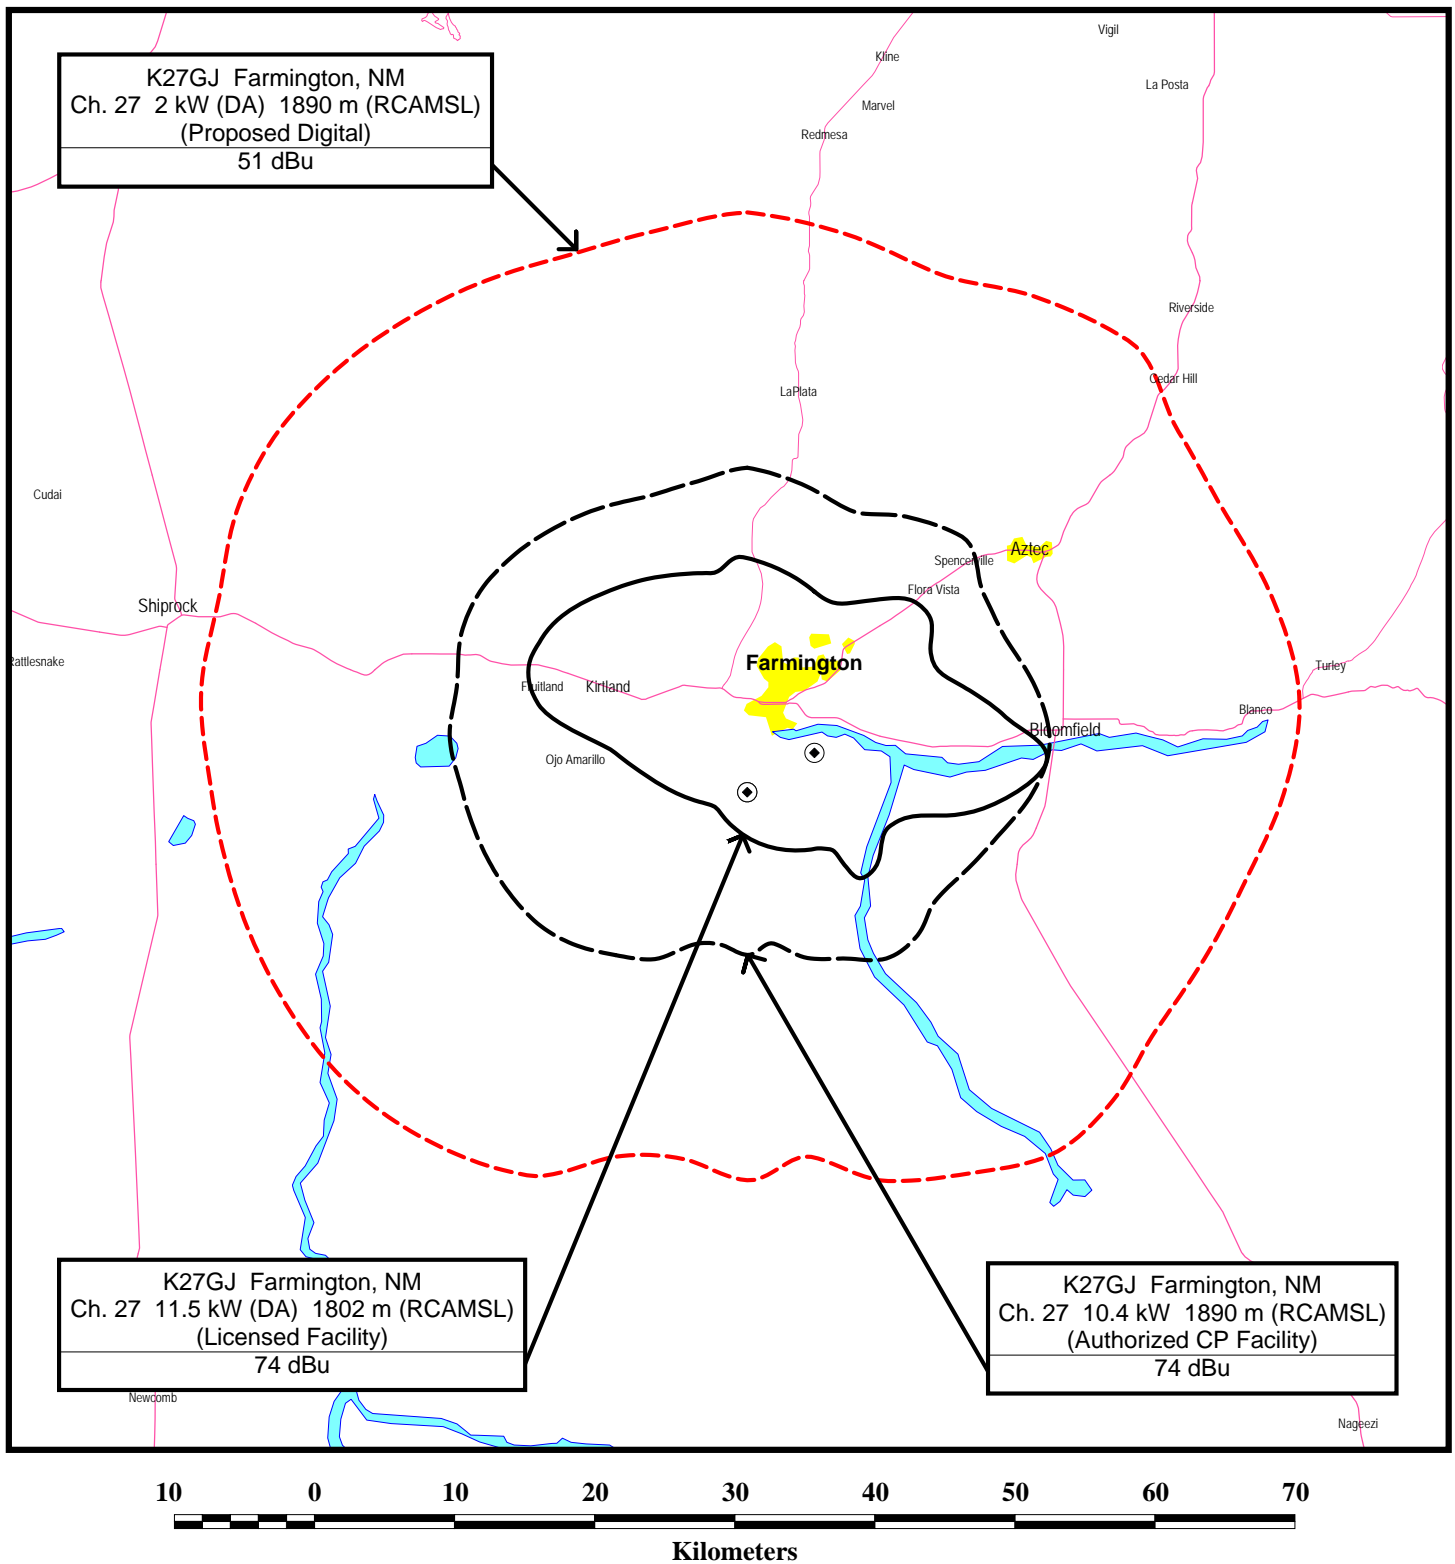 Vigil
Kline
K27GJ Farmington, NM
Ch. 27 2 kW (DA) 1890 m (RCAMSL)
(Proposed Digital)
51 dBu
La Posta
Marvel
Redmesa
Riverside
Cedar Hill
LaPlata
Cudai
Aztec
Spencerville
Flora Vista
Shiprock
Rattlesnake
Farmington
Turley
Fruitland
Kirtland
Blanco
Bloomfield
Ojo Amarillo
K27GJ Farmington, NM
Ch. 27 11.5 kW (DA) 1802 m (RCAMSL)
(Licensed Facility)
74 dBu
K27GJ Farmington, NM
Ch. 27 10.4 kW 1890 m (RCAMSL)
(Authorized CP Facility)
74 dBu
Newcomb
Nageezi
10 0 10 20 30 40 50 60 70
Kilometers